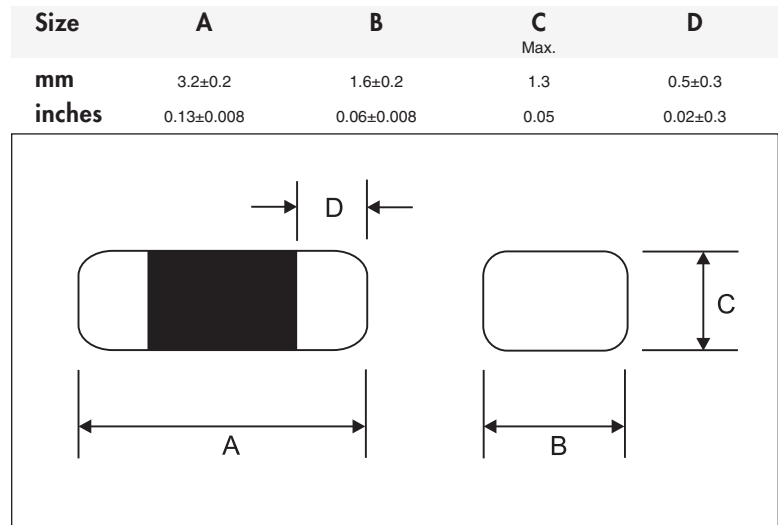 Size A B C D
Max.
mm 3.2±0.2 1.6±0.2 1.3 0.5±0.3
inches 0.13±0.008 0.06±0.008 0.05 0.02±0.3
D
C
A B